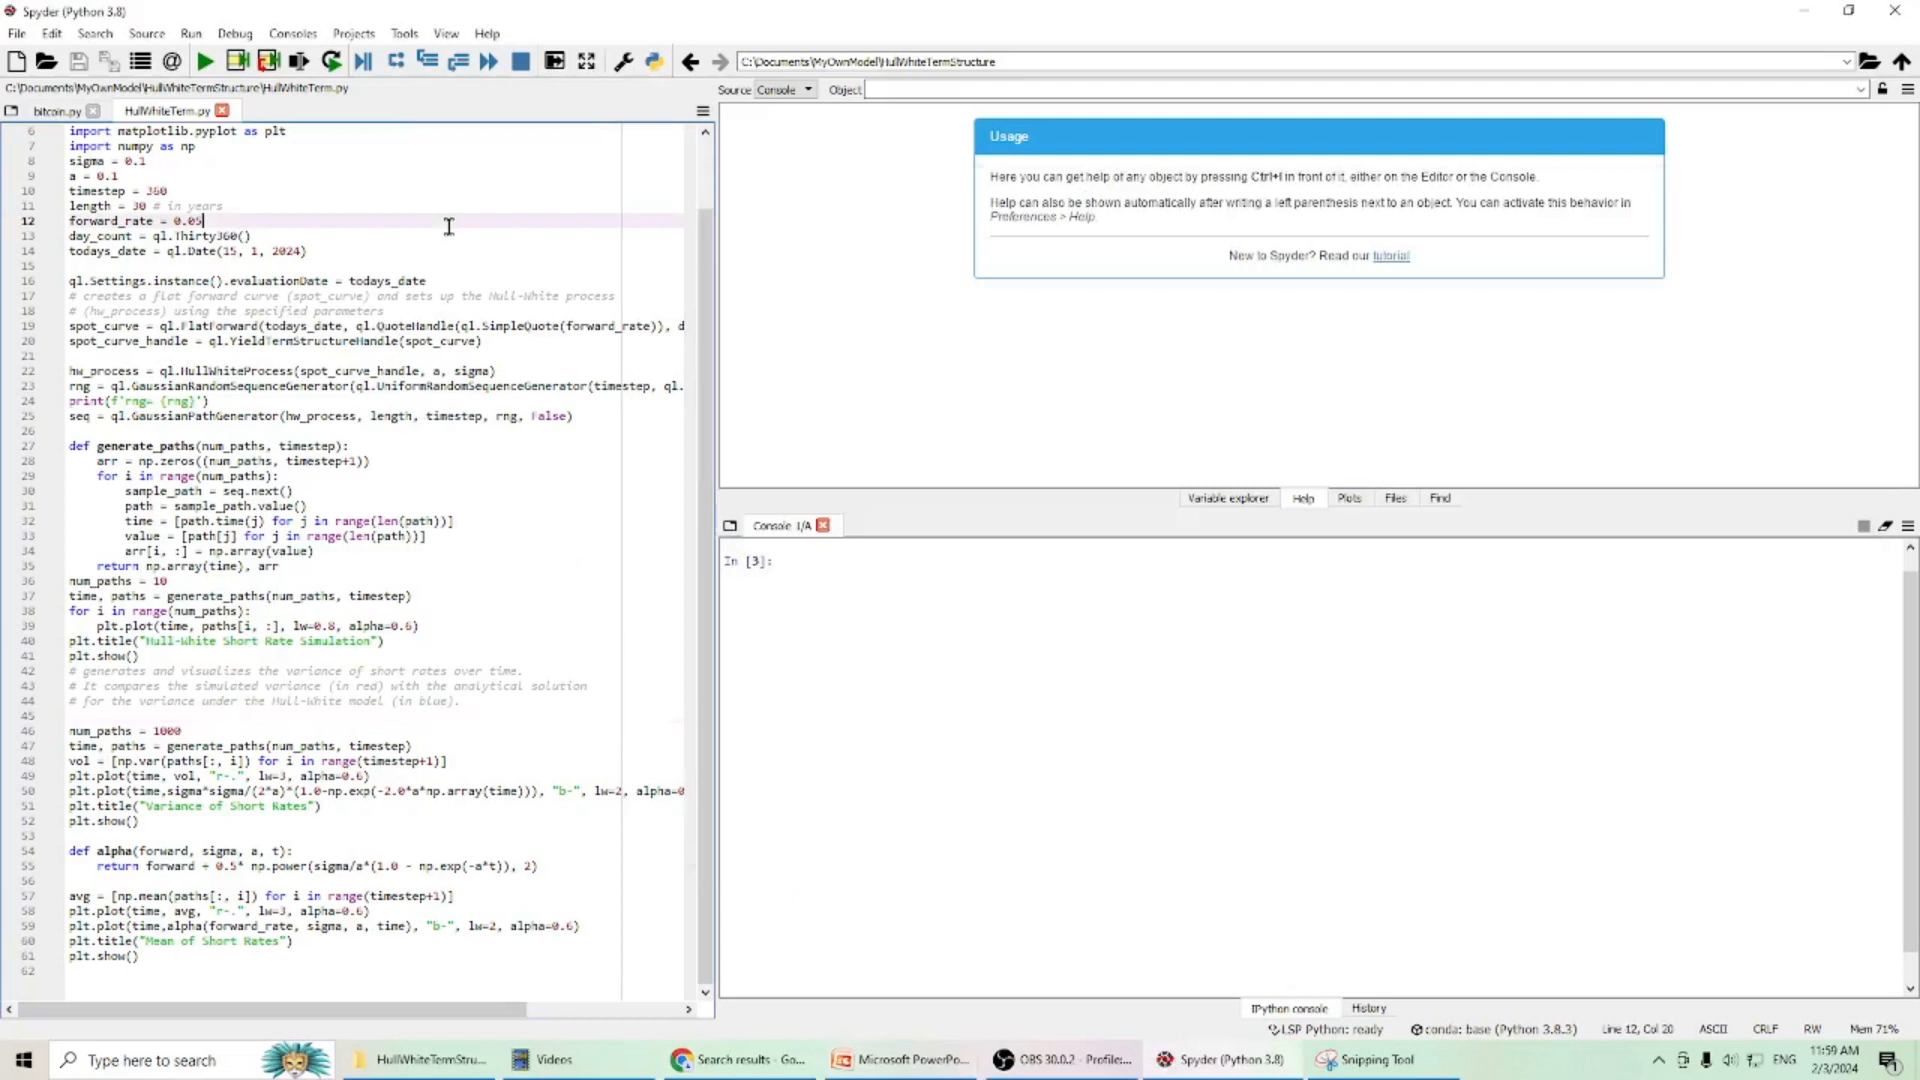 Spyder (Python 3.8)
File Edit Search Source Run Debug Consoles Projects Tools View Help
C:\Documents\MyOwnModel\HullWhiteTermStructure
C:\Documents\MyOwnModel\HullWhiteTermStructure\HullWhiteTerm.py
Source Console Object
bitcoin.py HullWhiteTerm.py
6 import matplotlib.pyplot as plt
7 import numpy as np
8 sigma = 0.1
9 a = 0.1
10 timestep = 360
11 length = 30 # in years
12 forward_rate = 0.05
13 day_count = ql.Thirty360()
14 todays_date = ql.Date(15, 1, 2024)
15
16 ql.Settings.instance().evaluationDate = todays_date
17 # creates a flat forward curve (spot_curve) and sets up the Hull-White process
18 # (hw_process) using the specified parameters
19 spot_curve = ql.FlatForward(todays_date, ql.QuoteHandle(ql.SimpleQuote(forward_rate)), d
20 spot_curve_handle = ql.YieldTermStructureHandle(spot_curve)
21
22 hw_process = ql.HullWhiteProcess(spot_curve_handle, a, sigma)
23 rng = ql.GaussianRandomSequenceGenerator(ql.UniformRandomSequenceGenerator(timestep, ql.
24 print(f'rng= {rng}')
25 seq = ql.GaussianPathGenerator(hw_process, length, timestep, rng, False)
26
27 def generate_paths(num_paths, timestep):
28 arr = np.zeros((num_paths, timestep+1))
29 for i in range(num_paths):
30 sample_path = seq.next()
31 path = sample_path.value()
32 time = [path.time(j) for j in range(len(path))]
33 value = [path[j] for j in range(len(path))]
34 arr[i, :] = np.array(value)
35 return np.array(time), arr
36 num_paths = 10
37 time, paths = generate_paths(num_paths, timestep)
38 for i in range(num_paths):
39 plt.plot(time, paths[i, :], lw=0.8, alpha=0.6)
40 plt.title("Hull-White Short Rate Simulation")
41 plt.show()
42 # generates and visualizes the variance of short rates over time.
43 # It compares the simulated variance (in red) with the analytical solution
44 # for the variance under the Hull-White model (in blue).
45
46 num_paths = 1000
47 time, paths = generate_paths(num_paths, timestep)
48 vol = [np.var(paths[:, i]) for i in range(timestep+1)]
49 plt.plot(time, vol, "r-.", lw=3, alpha=0.6)
50 plt.plot(time,sigma*sigma/(2*a)*(1.0-np.exp(-2.0*a*np.array(time))), "b-", lw=2, alpha=0
51 plt.title("Variance of Short Rates")
52 plt.show()
53
54 def alpha(forward, sigma, a, t):
55 return forward + 0.5* np.power(sigma/a*(1.0 - np.exp(-a*t)), 2)
56
57 avg = [np.mean(paths[:, i]) for i in range(timestep+1)]
58 plt.plot(time, avg, "r-.", lw=3, alpha=0.6)
59 plt.plot(time,alpha(forward_rate, sigma, a, time), "b-", lw=2, alpha=0.6)
60 plt.title("Mean of Short Rates")
61 plt.show()
62
Usage
Here you can get help of any object by pressing Ctrl+I in front of it, either on the Editor or the Console.
Help can also be shown automatically after writing a left parenthesis next to an object. You can activate this behavior in
Preferences > Help.
New to Spyder? Read our tutorial
Variable explorer Help Plots Files Find
Console 1/A
In [3]:
IPython console History
LSP Python: ready conda: base (Python 3.8.3) Line 12, Col 20 ASCII CRLF RW Mem 71%
Type here to search
HullWhiteTermStru... Videos Search results - Go... Microsoft PowerPo... OBS 30.0.2 - Profile:... Spyder (Python 3.8) Snipping Tool
ENG
11:59 AM
2/3/2024